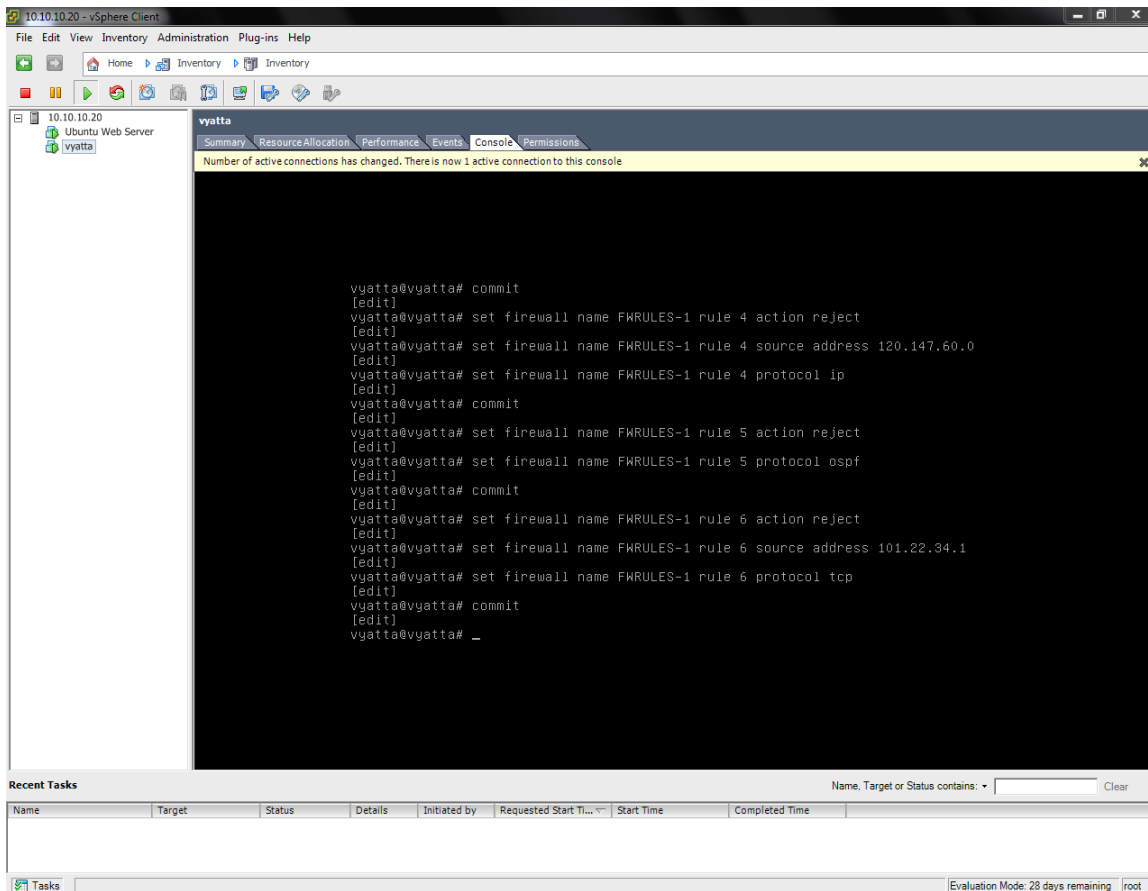 10.10.10.20 - vSphere Client
File Edit View Inventory Administration Plug-ins Help
Home Inventory Inventory
10.10.10.20
Ubuntu Web Server
vyatta
vyatta
Summary Resource Allocation Performance Events Console Permissions
Number of active connections has changed. There is now 1 active connection to this console
vyatta@vyatta# commit
[edit]
vyatta@vyatta# set firewall name FWRULES-1 rule 4 action reject
[edit]
vyatta@vyatta# set firewall name FWRULES-1 rule 4 source address 120.147.60.0
[edit]
vyatta@vyatta# set firewall name FWRULES-1 rule 4 protocol ip
[edit]
vyatta@vyatta# commit
[edit]
vyatta@vyatta# set firewall name FWRULES-1 rule 5 action reject
[edit]
vyatta@vyatta# set firewall name FWRULES-1 rule 5 protocol ospf
[edit]
vyatta@vyatta# commit
[edit]
vyatta@vyatta# set firewall name FWRULES-1 rule 6 action reject
[edit]
vyatta@vyatta# set firewall name FWRULES-1 rule 6 source address 101.22.34.1
[edit]
vyatta@vyatta# set firewall name FWRULES-1 rule 6 protocol tcp
[edit]
vyatta@vyatta# commit
[edit]
vyatta@vyatta# _
Recent Tasks Name, Target or Status contains: Clear
Name Target Status Details Initiated by Requested Start Ti... Start Time Completed Time
Tasks Evaluation Mode: 28 days remaining root